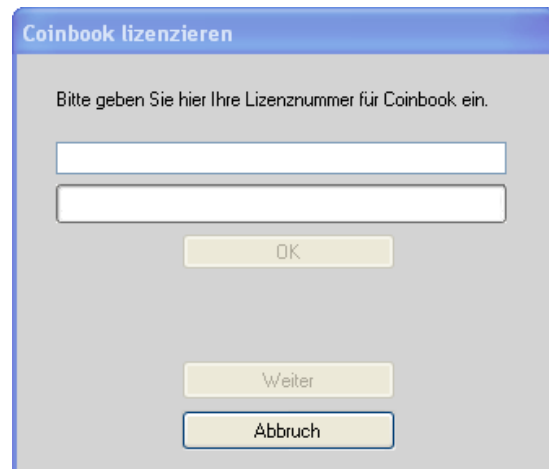 Coinbook lizenzieren
Bitte geben Sie hier Ihre Lizenznummer für Coinbook ein.
OK
Weiter
Abbruch